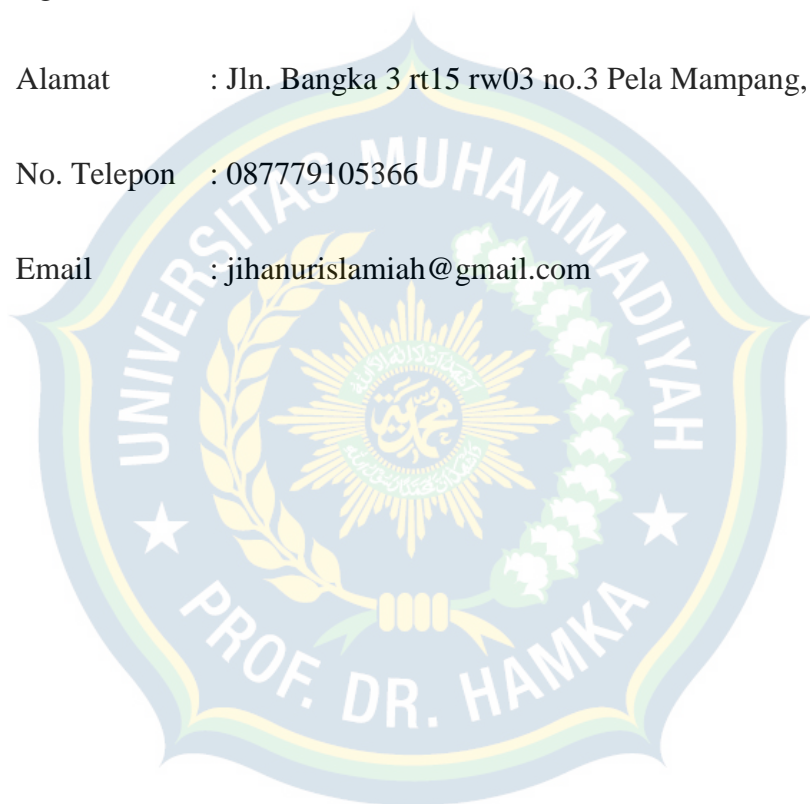 Alamat : Jln. Bangka 3 rt15 rw03 no.3 Pela Mampang,
No. Telepon : 087779105366
Email : jihanurislamiah@gmail.com
UNIVERSITAS MUHAMMADIYAH
PROF. DR. HAMKA